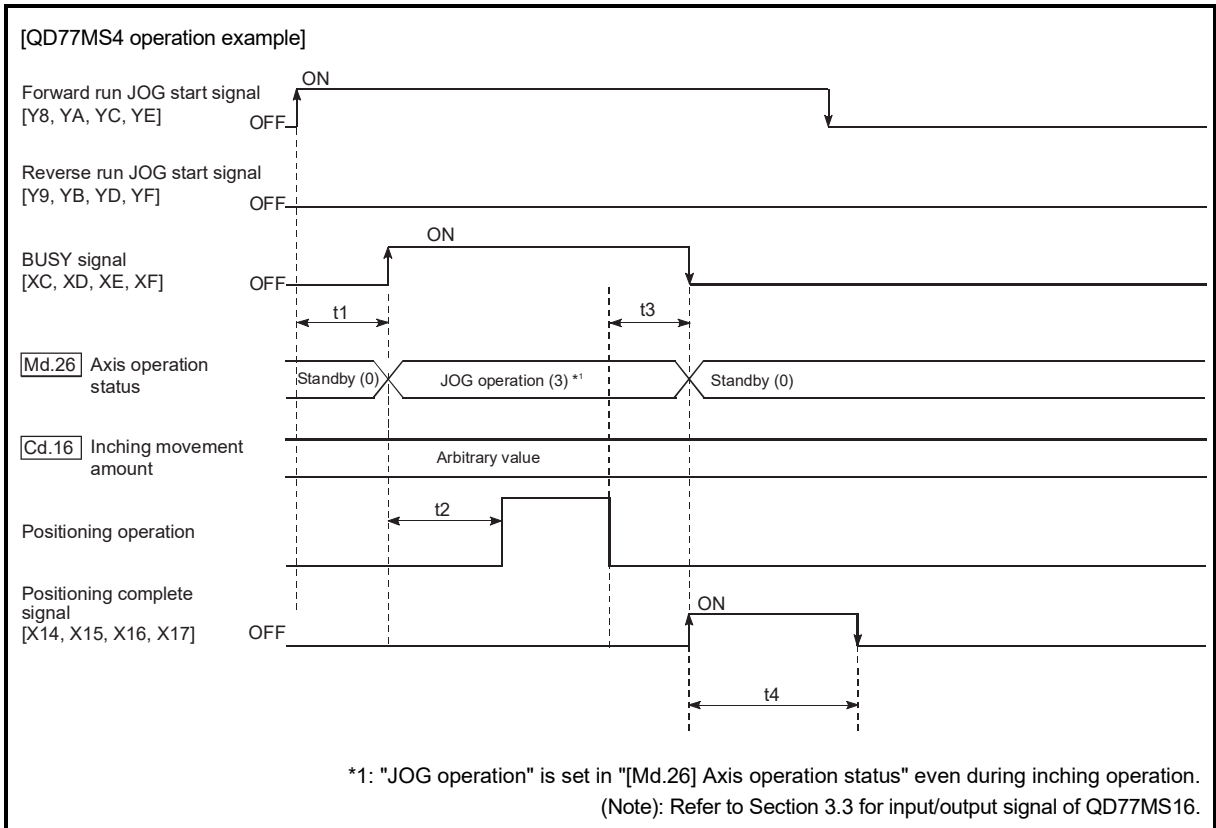 [QD77MS4 operation example]
ON
Forward run JOG start signal
[Y8, YA, YC, YE]
OFF
Reverse run JOG start signal
[Y9, YB, YD, YF]
OFF
ON
BUSY signal
[XC, XD, XE, XF]
OFF
t1
t3
Md.26 Axis operation
status
Standby (0)
JOG operation (3) *1
Standby (0)
Cd.16 Inching movement
amount
Arbitrary value
t2
Positioning operation
Positioning complete
signal
[X14, X15, X16, X17]
OFF
ON
t4
*1: "JOG operation" is set in "[Md.26] Axis operation status" even during inching operation.
(Note): Refer to Section 3.3 for input/output signal of QD77MS16.